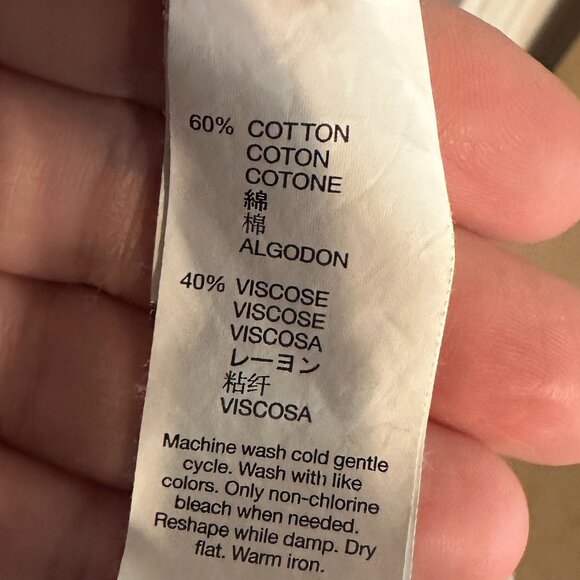 60% COTTON
COTON
COTONE
綿
棉
ALGODON
40% VISCOSE
VISCOSE
VISCOSA
レーヨン
粘纤
VISCOSA
Machine wash cold gentle
cycle. Wash with like
colors. Only non-chlorine
bleach when needed.
Reshape while damp. Dry
flat. Warm iron.